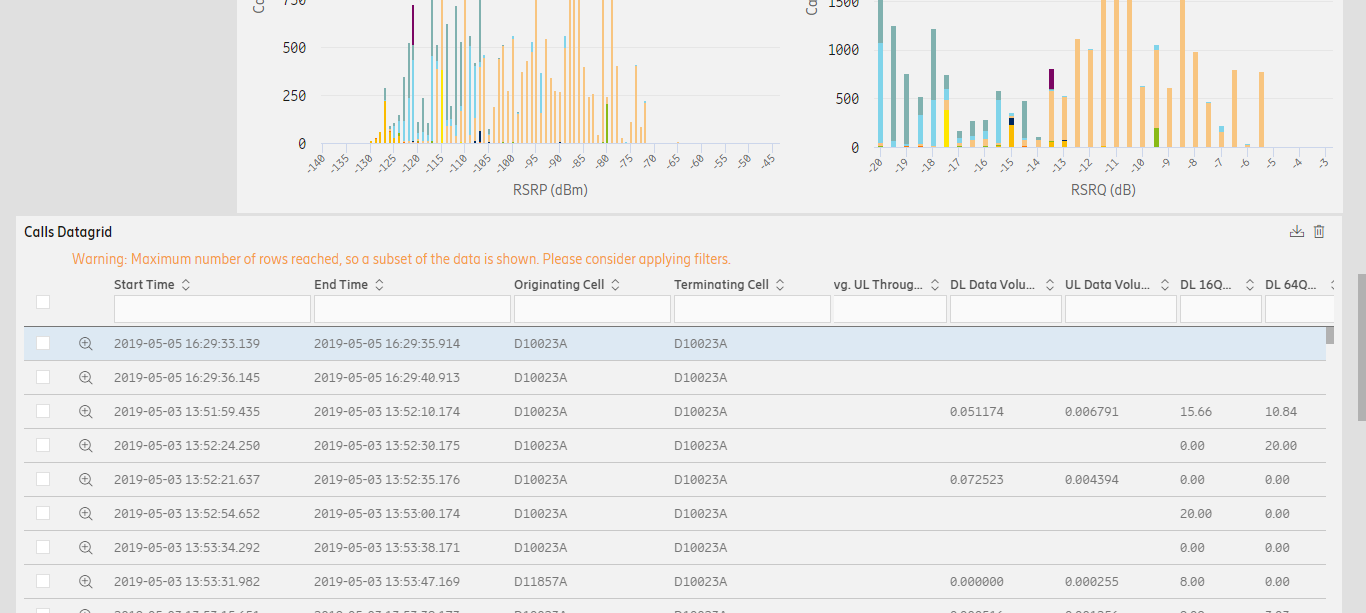 750
500
250
0
-140 -135 -130 -125 -120 -115 -110 -105 -100 -95 -90 -85 -80 -75 -70 -65 -60 -55 -50 -45
RSRP (dBm)
1500
1000
500
0
-20 -19 -18 -17 -16 -15 -14 -13 -12 -11 -10 -9 -8 -7 -6 -5 -4 -3
RSRQ (dB)
Calls Datagrid
Warning: Maximum number of rows reached, so a subset of the data is shown. Please consider applying filters.
Start Time End Time Originating Cell Terminating Cell vg. UL Throug... DL Data Volu... UL Data Volu... DL 16Q... DL 64Q...
2019-05-05 16:29:33.139 2019-05-05 16:29:35.914 D10023A D10023A
2019-05-05 16:29:36.145 2019-05-05 16:29:40.913 D10023A D10023A
2019-05-03 13:51:59.435 2019-05-03 13:52:10.174 D10023A D10023A 0.051174 0.006791 15.66 10.84
2019-05-03 13:52:24.250 2019-05-03 13:52:30.175 D10023A D10023A 0.00 20.00
2019-05-03 13:52:21.637 2019-05-03 13:52:35.176 D10023A D10023A 0.072523 0.004394 0.00 0.00
2019-05-03 13:52:54.652 2019-05-03 13:53:00.174 D10023A D10023A 20.00 0.00
2019-05-03 13:53:34.292 2019-05-03 13:53:38.171 D10023A D10023A 0.00 0.00
2019-05-03 13:53:31.982 2019-05-03 13:53:47.169 D11857A D10023A 0.000000 0.000255 8.00 0.00